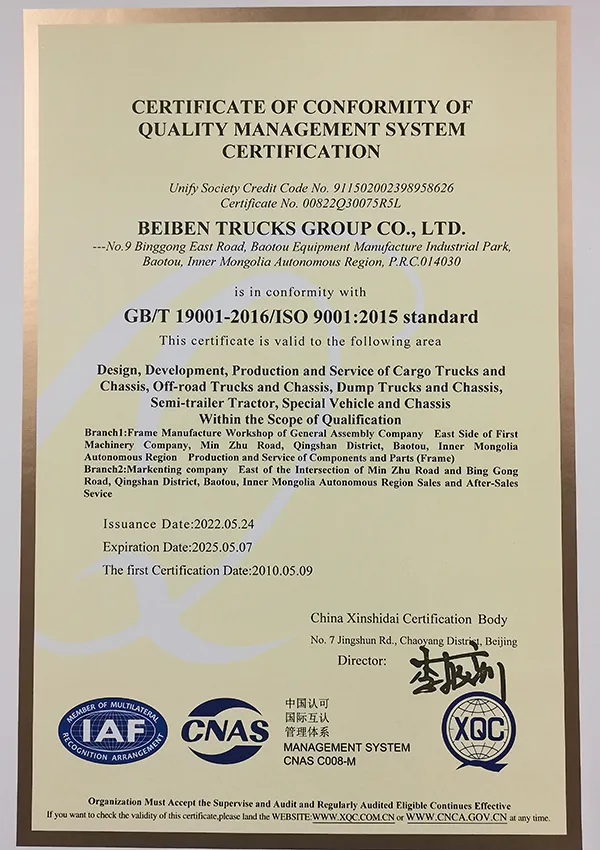 CERTIFICATE OF CONFORMITY OF
QUALITY MANAGEMENT SYSTEM
CERTIFICATION
Unify Society Credit Code No. 911502002398958626
Certificate No. 00822Q30075R5L
BEIBEN TRUCKS GROUP CO., LTD.
---No.9 Binggong East Road, Baotou Equipment Manufacture Industrial Park,
Baotou, Inner Mongolia Autonomous Region, P.R.C.014030
is in conformity with
GB/T 19001-2016/ISO 9001:2015 standard
This certificate is valid to the following area
Design, Development, Production and Service of Cargo Trucks and
Chassis, Off-road Trucks and Chassis, Dump Trucks and Chassis,
Semi-trailer Tractor, Special Vehicle and Chassis
Within the Scope of Qualification
Branch1:Frame Manufacture Workshop of General Assembly Company East Side of First
Machinery Company, Min Zhu Road, Qingshan District, Baotou, Inner Mongolia
Autonomous Region Production and Service of Components and Parts (Frame)
Branch2:Markenting company East of the Intersection of Min Zhu Road and Bing Gong
Road, Qingshan District, Baotou, Inner Mongolia Autonomous Region Sales and After-Sales
Sevice
Issuance Date:2022.05.24
Expiration Date:2025.05.07
The first Certification Date:2010.05.09
China Xinshidai Certification Body
No. 7 Jingshun Rd., Chaoyang District, Beijing
Director:
MEMBER OF MULTILATERAL
IAF
RECOGNITION ARRANGEMENT
CNAS
中国认可
国际互认
管理体系
MANAGEMENT SYSTEM
CNAS C008-M
XQC
Organization Must Accept the Supervise and Audit and Regularly Audited Eligible Continues Effective
If you want to check the validity of this certificate,please land the WEBSITE:WWW.XQC.COM.CN or WWW.CNCA.GOV.CN at any time.